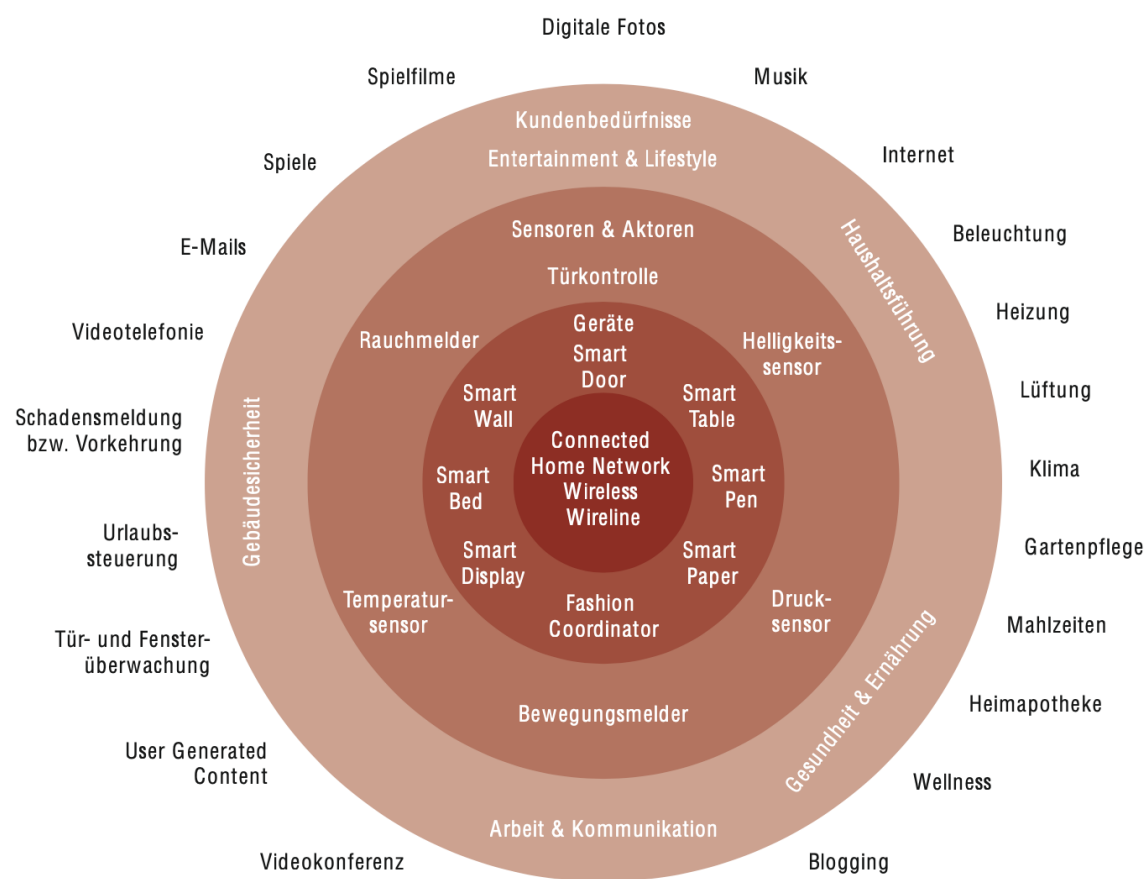 Digitale Fotos
Spielfilme
Musik
Kundenbedürfnisse
Entertainment & Lifestyle
Spiele
Internet
Sensoren & Aktoren
Haushaltsführung
Beleuchtung
E-Mails
Türkontrolle
Heizung
Videotelefonie
Rauchmelder
Geräte
Helligkeits-
sensor
Smart
Door
Smart
Wall
Smart
Table
Lüftung
Schadensmeldung
bzw. Vorkehrung
Gebäudesicherheit
Connected
Home Network
Wireless
Wireline
Smart
Bed
Smart
Pen
Klima
Urlaubs-
steuerung
Smart
Display
Smart
Paper
Gartenpflege
Temperatur-
sensor
Fashion
Coordinator
Druck-
sensor
Mahlzeiten
Tür- und Fenster-
überwachung
Gesundheit & Ernährung
Heimapotheke
Bewegungsmelder
User Generated
Content
Wellness
Arbeit & Kommunikation
Videokonferenz
Blogging